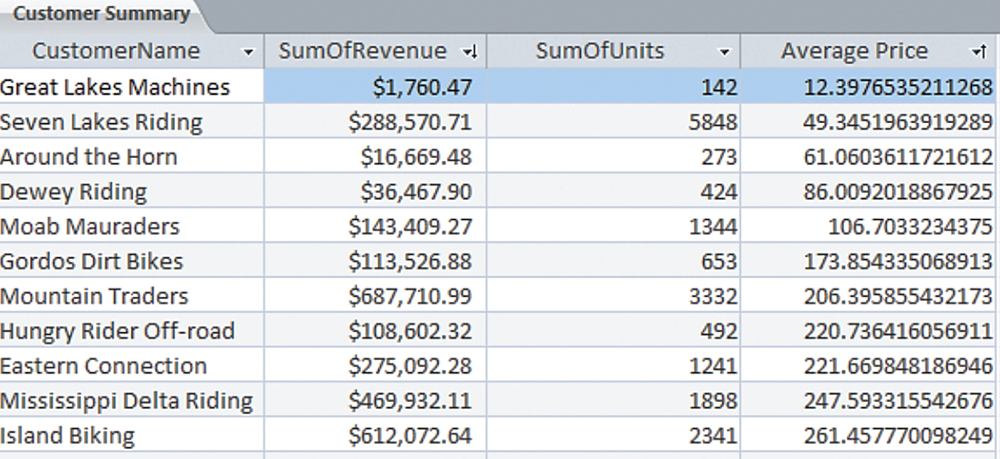 Customer Summary
CustomerName SumOfRevenue SumOfUnits Average Price
Great Lakes Machines $1,760.47 142 12.3976535211268
Seven Lakes Riding $288,570.71 5848 49.3451963919289
Around the Horn $16,669.48 273 61.0603611721612
Dewey Riding $36,467.90 424 86.0092018867925
Moab Mauraders $143,409.27 1344 106.7033234375
Gordos Dirt Bikes $113,526.88 653 173.854335068913
Mountain Traders $687,710.99 3332 206.395855432173
Hungry Rider Off-road $108,602.32 492 220.736416056911
Eastern Connection $275,092.28 1241 221.669848186946
Mississippi Delta Riding $469,932.11 1898 247.593315542676
Island Biking $612,072.64 2341 261.457770098249